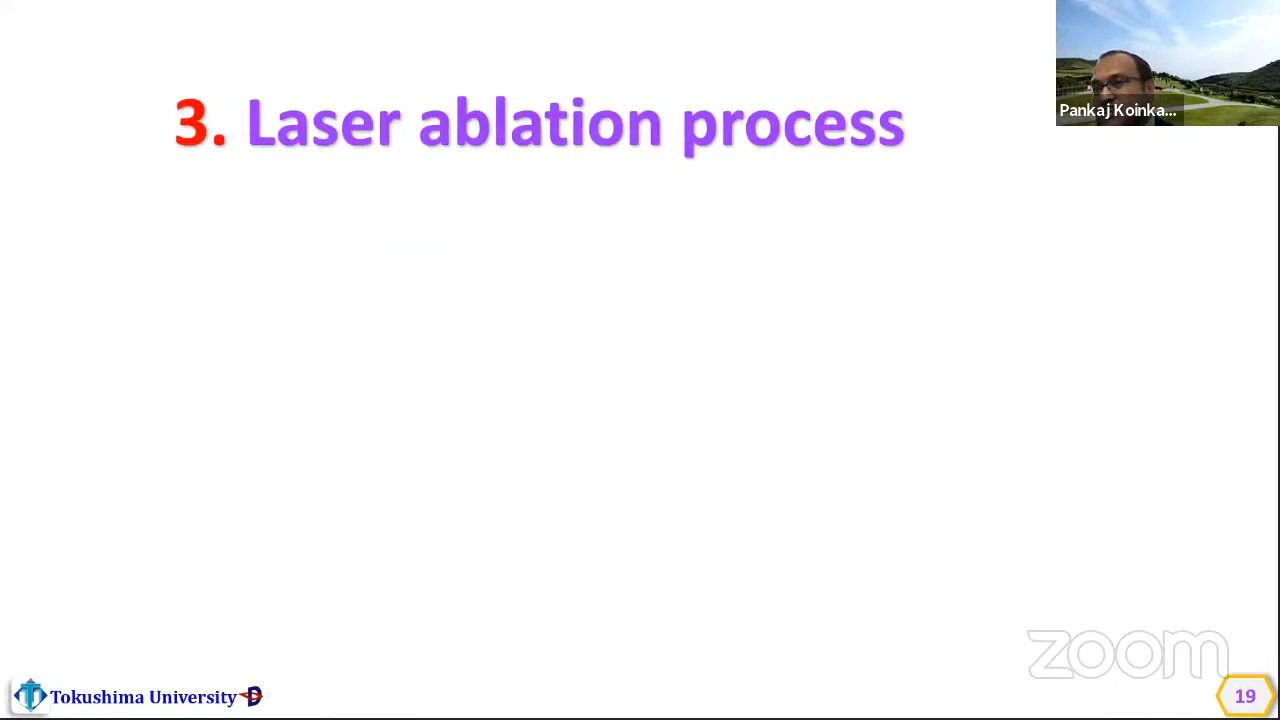 3. Laser ablation process
Pankaj Koinka...
zoom
Tokushima University
19